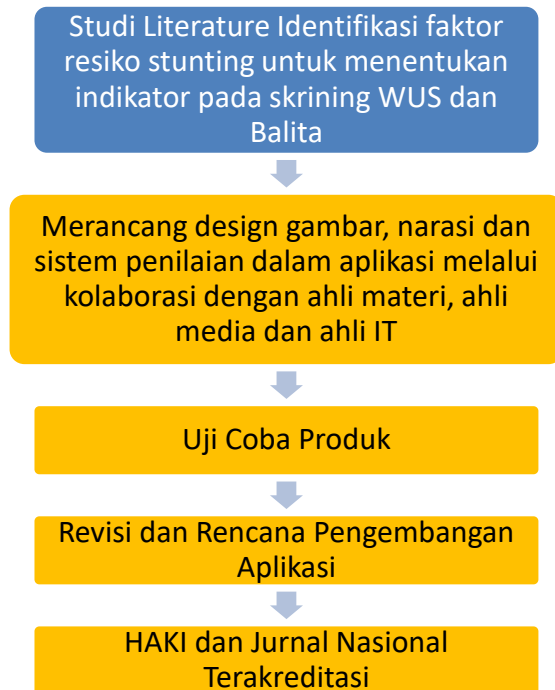 Studi Literature Identifikasi faktor
resiko stunting untuk menentukan
indikator pada skrining WUS dan
Balita
Merancang design gambar, narasi dan
sistem penilaian dalam aplikasi melalui
kolaborasi dengan ahli materi, ahli
media dan ahli IT
Uji Coba Produk
Revisi dan Rencana Pengembangan
Aplikasi
HAKI dan Jurnal Nasional
Terakreditasi